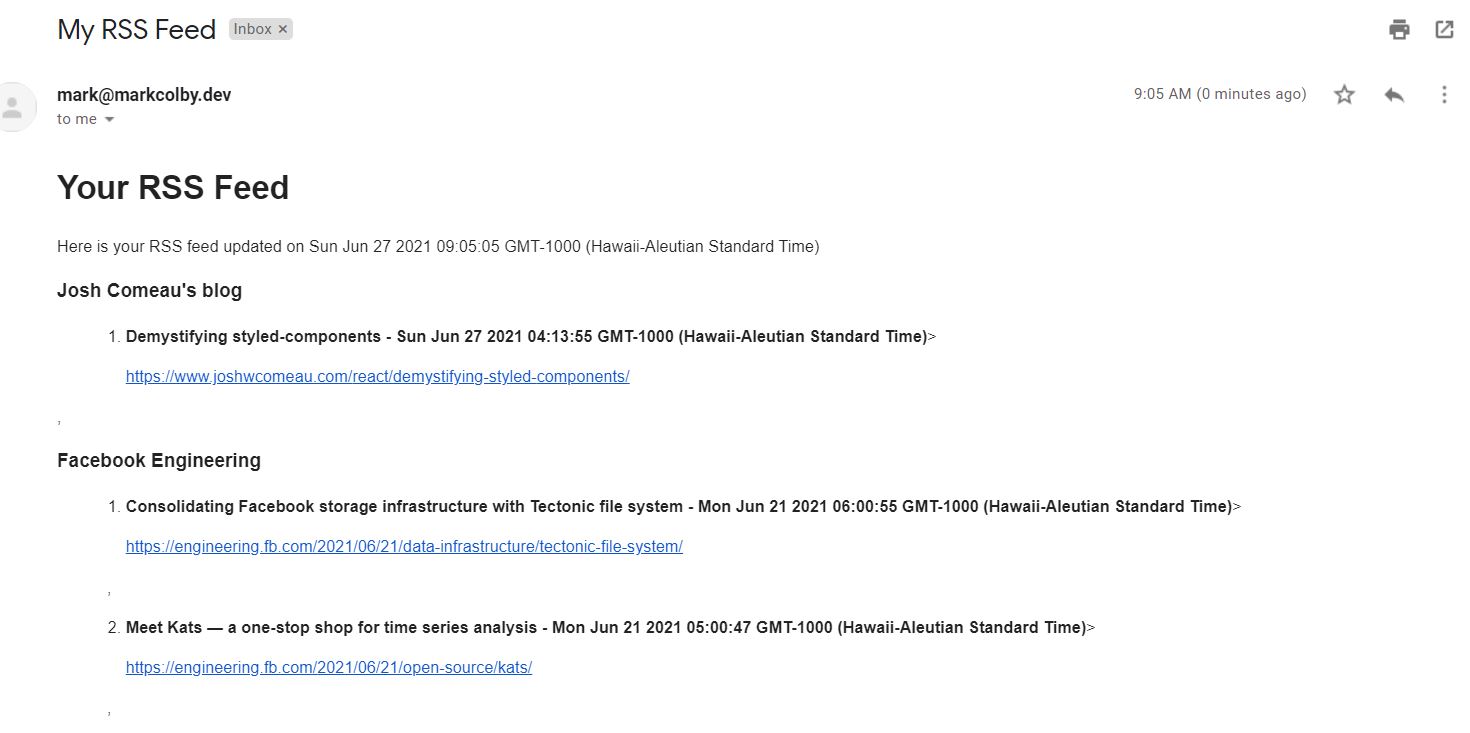 My RSS Feed Inbox ×
mark@markcolby.dev 9:05 AM (0 minutes ago)
to me
Your RSS Feed
Here is your RSS feed updated on Sun Jun 27 2021 09:05:05 GMT-1000 (Hawaii-Aleutian Standard Time)
Josh Comeau's blog
1. Demystifying styled-components - Sun Jun 27 2021 04:13:55 GMT-1000 (Hawaii-Aleutian Standard Time)>
https://www.joshwcomeau.com/react/demystifying-styled-components/
,
Facebook Engineering
1. Consolidating Facebook storage infrastructure with Tectonic file system - Mon Jun 21 2021 06:00:55 GMT-1000 (Hawaii-Aleutian Standard Time)>
https://engineering.fb.com/2021/06/21/data-infrastructure/tectonic-file-system/
,
2. Meet Kats — a one-stop shop for time series analysis - Mon Jun 21 2021 05:00:47 GMT-1000 (Hawaii-Aleutian Standard Time)>
https://engineering.fb.com/2021/06/21/open-source/kats/
,